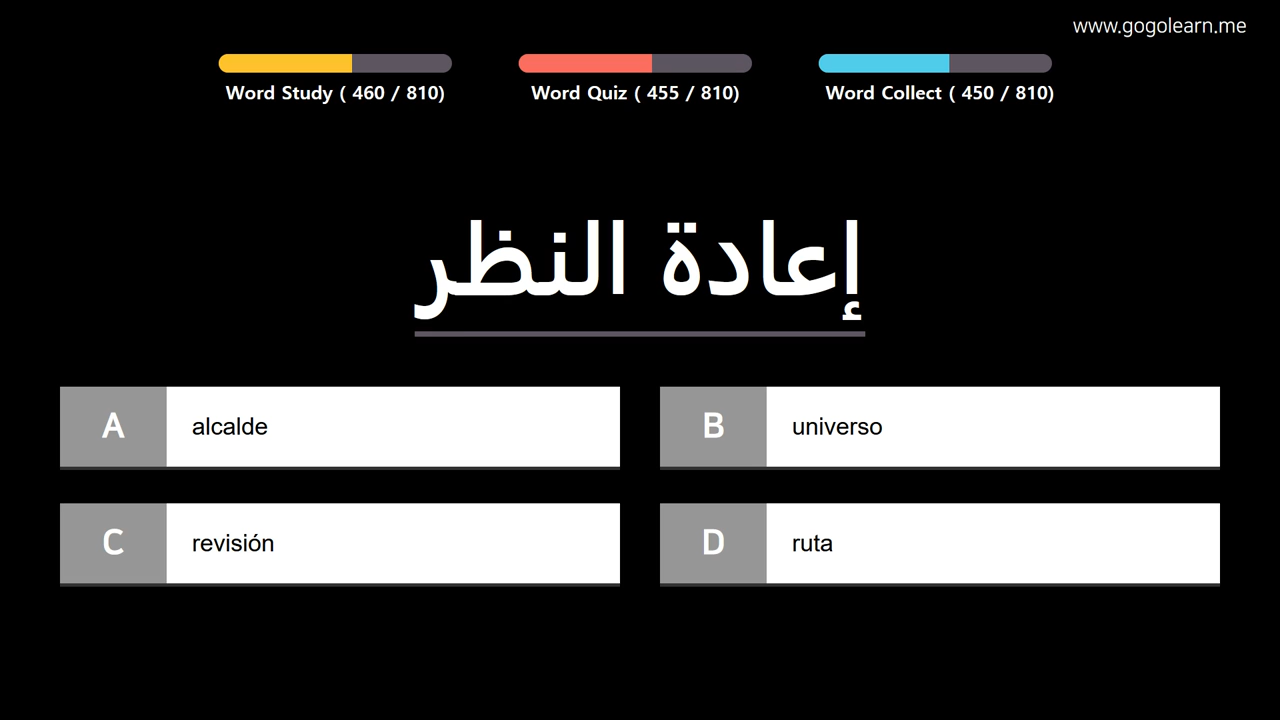 www.gogolearn.me
Word Study ( 460 / 810)
Word Quiz ( 455 / 810)
Word Collect ( 450 / 810)
إعادة النظر
A alcalde
B universo
C revisión
D ruta